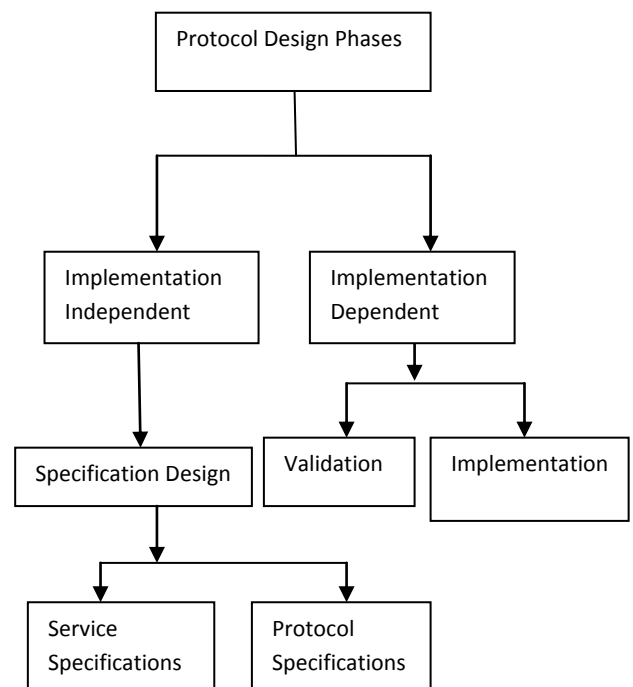 Protocol Design Phases
Implementation
Independent
Implementation
Dependent
Specification Design
Validation
Implementation
Service
Specifications
Protocol
Specifications